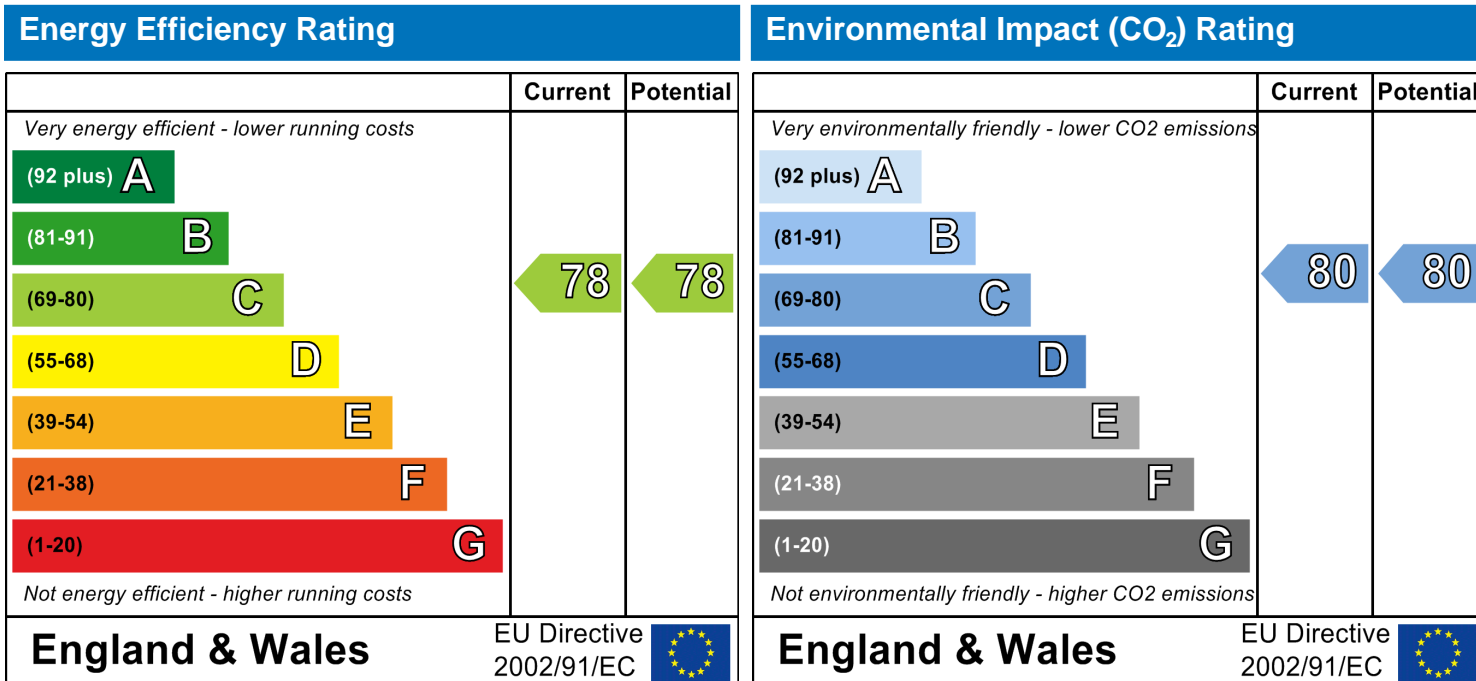 Energy Efficiency Rating
Current Potential
Very energy efficient - lower running costs
(92 plus) A
(81-91) B
(69-80) C
(55-68) D
(39-54) E
(21-38) F
(1-20) G
78 78
Not energy efficient - higher running costs
England & Wales
EU Directive
2002/91/EC
Environmental Impact (CO₂) Rating
Current Potential
Very environmentally friendly - lower CO2 emissions
(92 plus) A
(81-91) B
(69-80) C
(55-68) D
(39-54) E
(21-38) F
(1-20) G
80 80
Not environmentally friendly - higher CO2 emissions
England & Wales
EU Directive
2002/91/EC